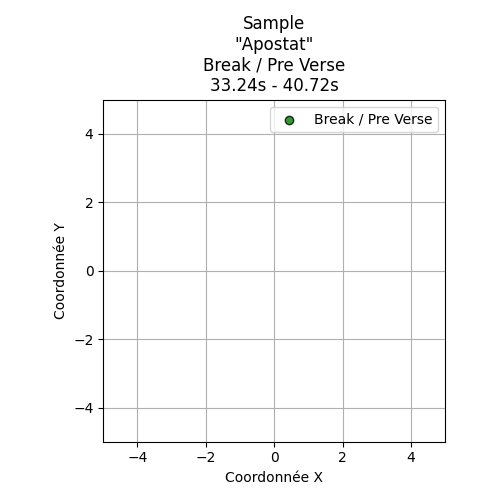 Sample
"Apostat"
Break / Pre Verse
33.24s - 40.72s
Break / Pre Verse
4
2
0
−2
−4
Coordonnée Y
−4 −2 0 2 4
Coordonnée X